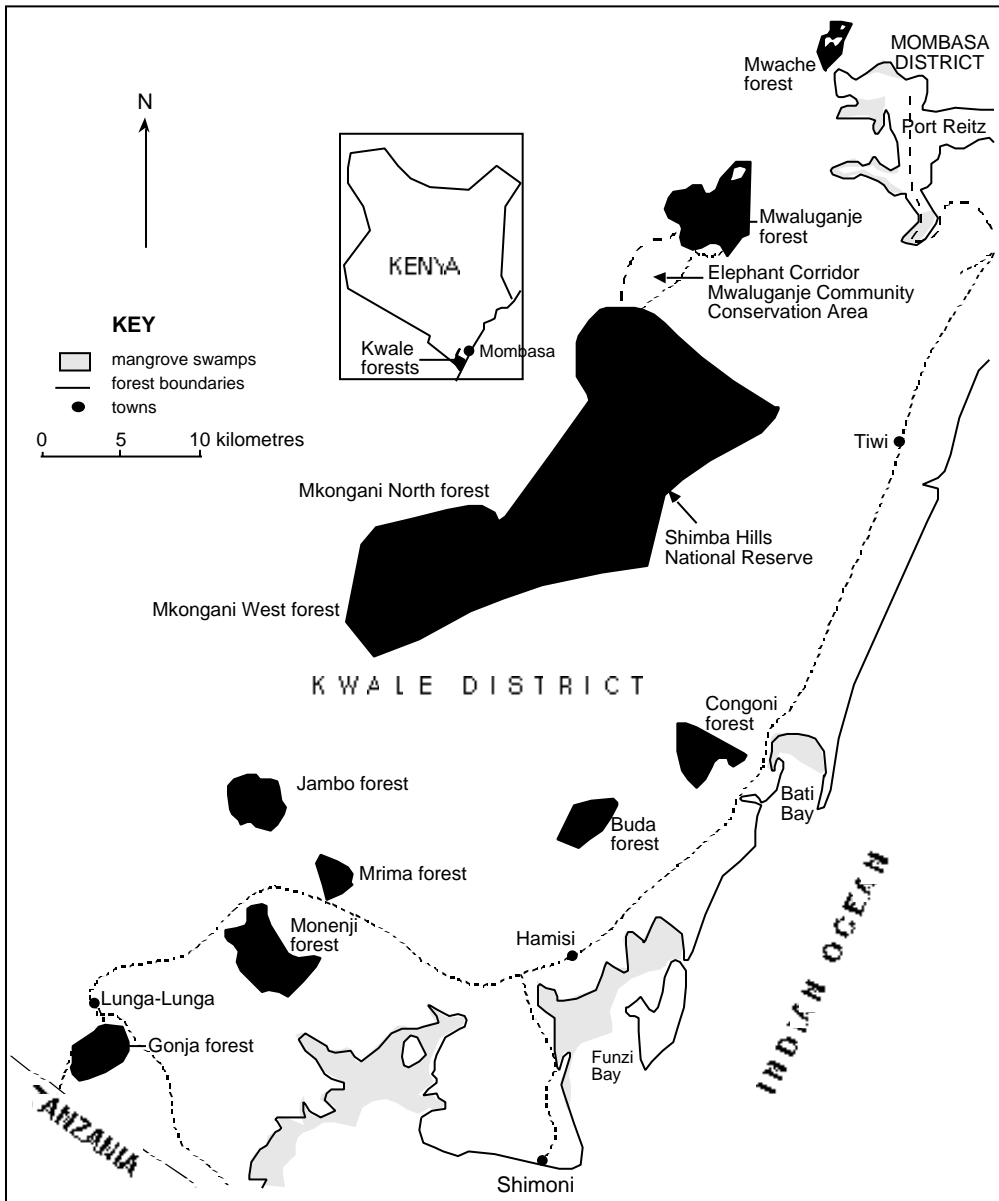 MOMBASA
DISTRICT
Mwache
forest
N
Port Reitz
Mwaluganje
forest
KENYA
Elephant Corridor
Mwaluganje Community
Conservation Area
KEY
Kwale
forests
Mombasa
mangrove swamps
forest boundaries
towns
0 5 10 kilometres
Tiwi
Mkongani North forest
Shimba Hills
National Reserve
Mkongani West forest
KWALE DISTRICT
Congoni
forest
Jambo forest
Bati
Bay
Buda
forest
Mrima forest
Monenji
forest
Hamisi
INDIAN OCEAN
Lunga-Lunga
Gonja forest
Funzi
Bay
TANZANIA
Shimoni